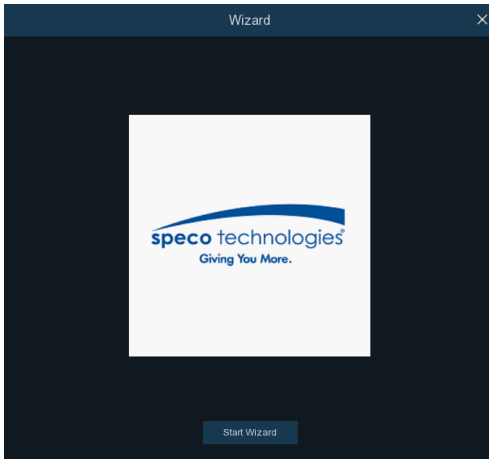 Wizard
speco technologies®
Giving You More.
Start Wizard